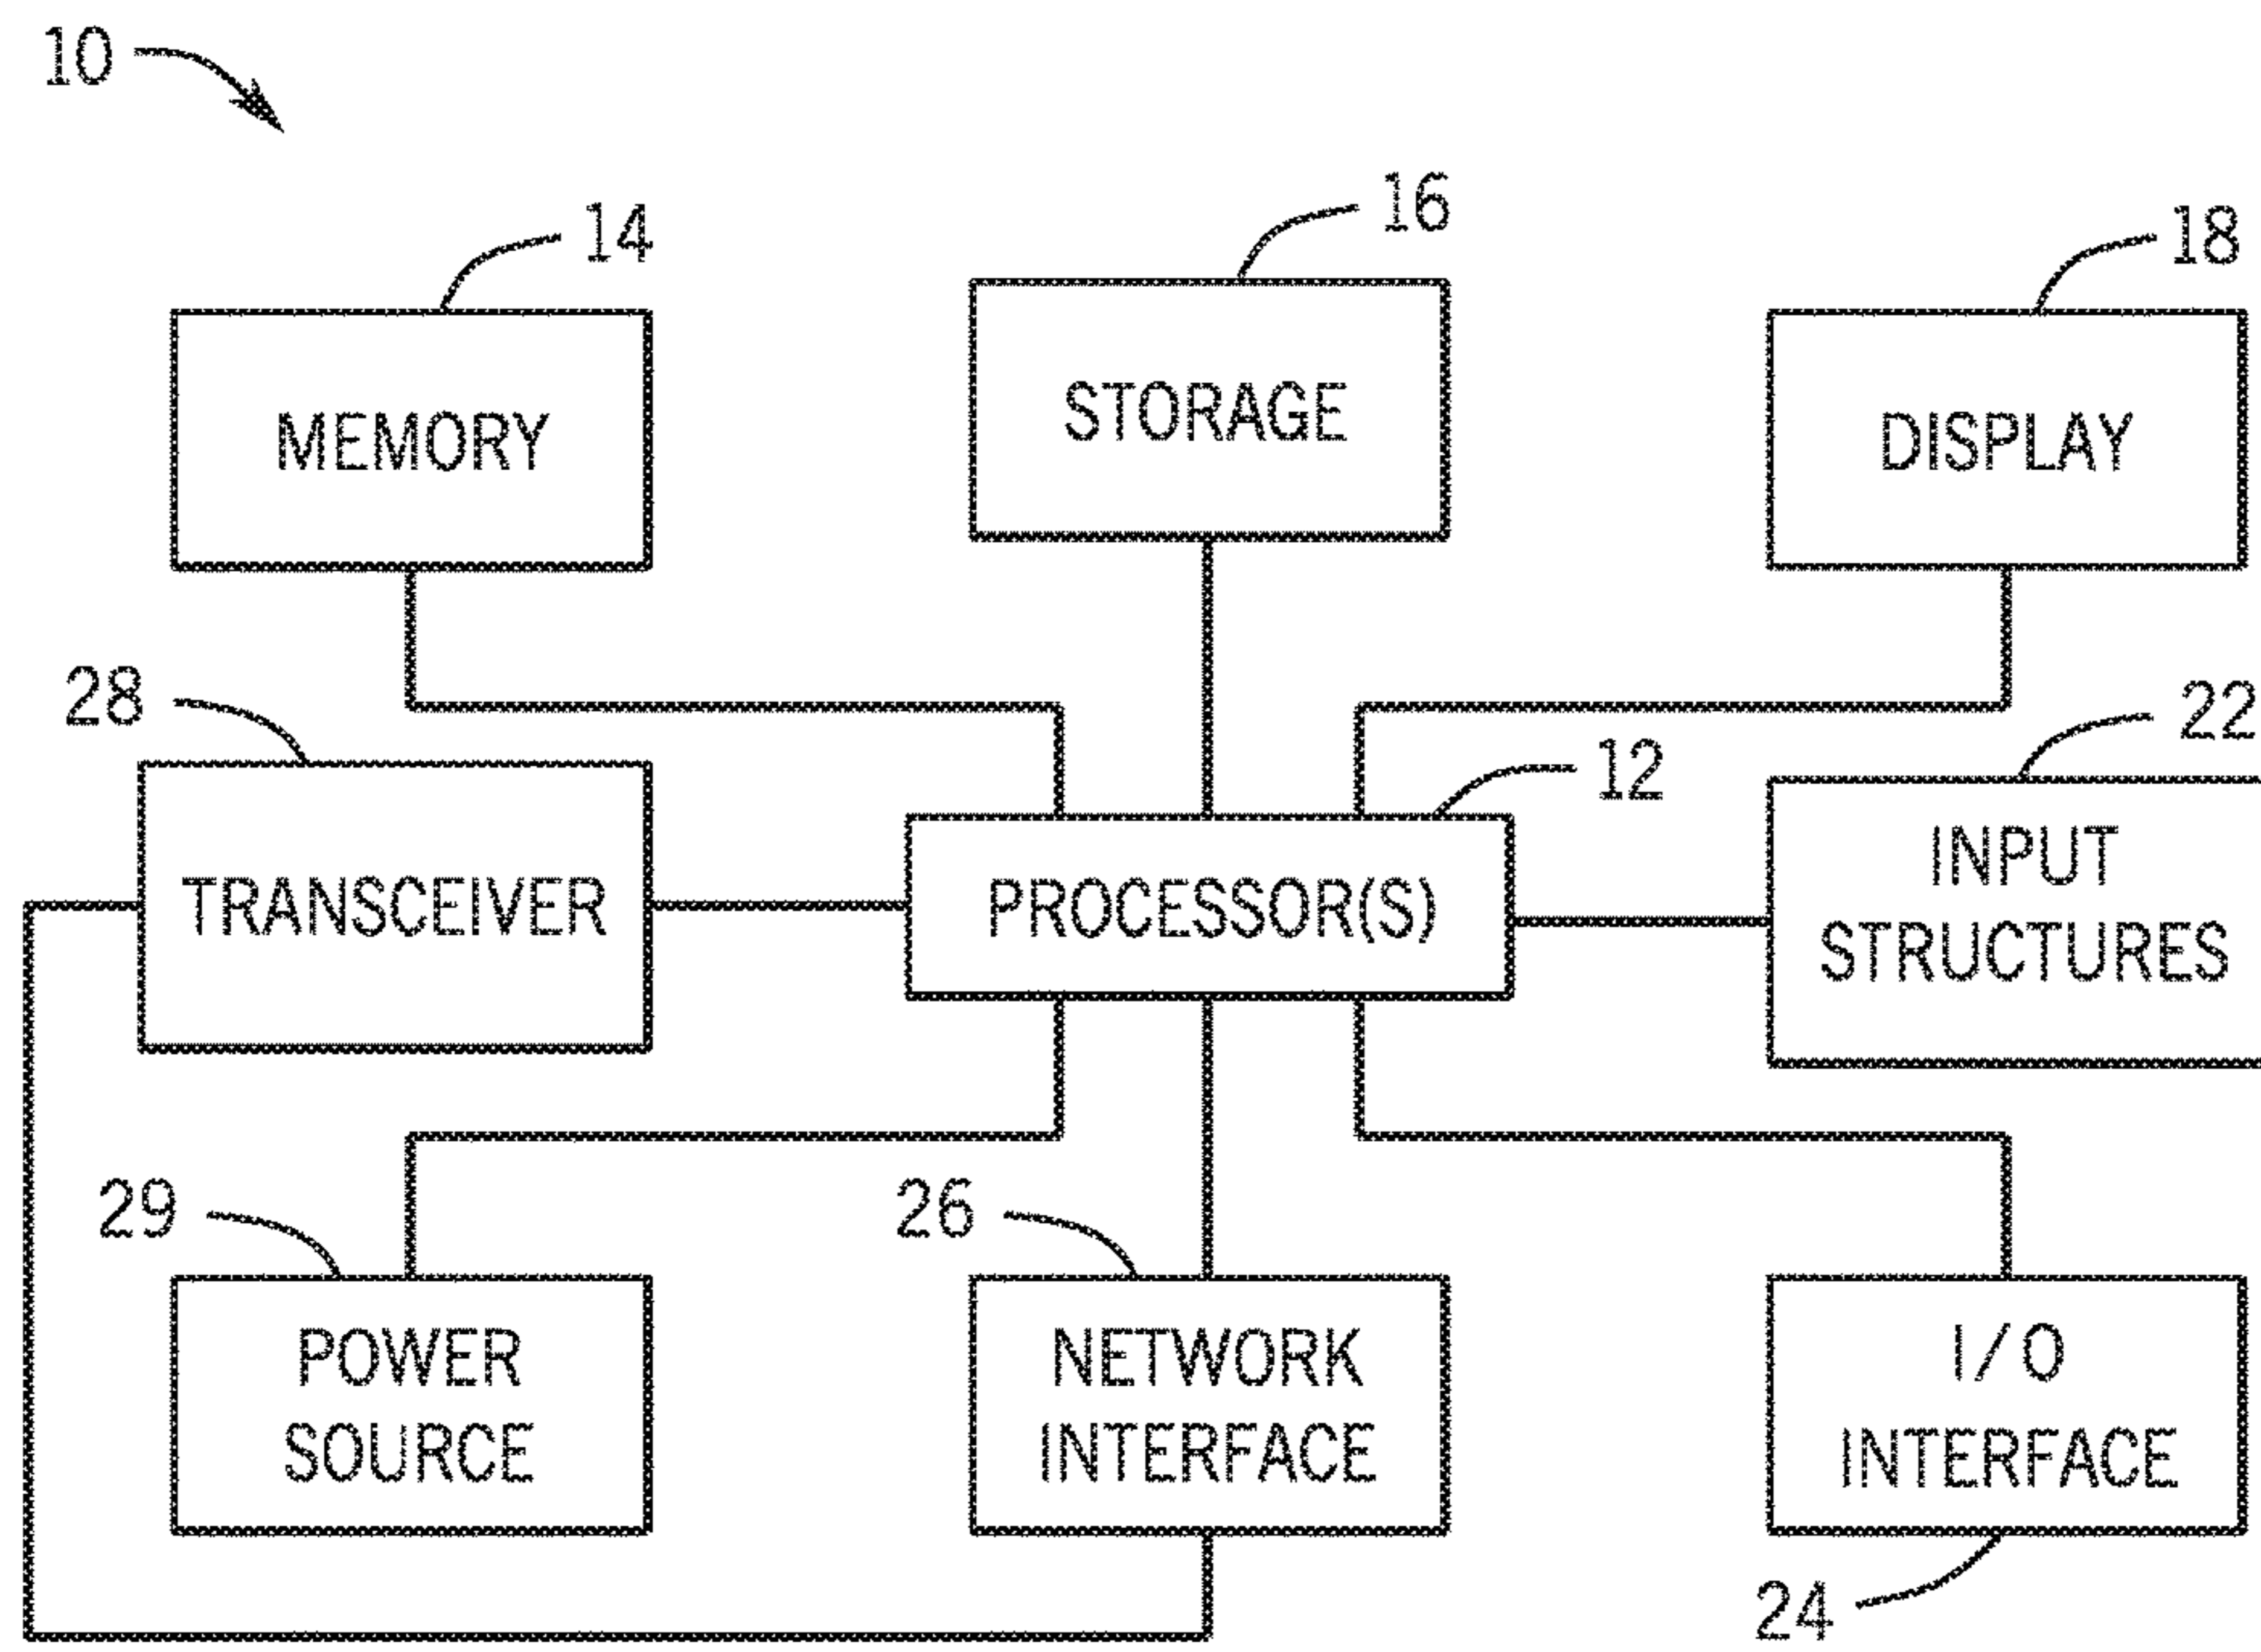 10
14
16
18
MEMORY
STORAGE
DISPLAY
28
12
22
TRANSCEIVER
PROCESSOR(S)
INPUT
STRUCTURES
29
26
POWER
SOURCE
NETWORK
INTERFACE
I/O
INTERFACE
24